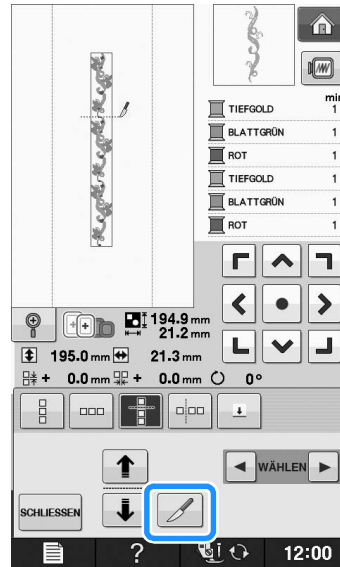 min
TIEFGOLD 1
BLATTGRÜN 1
ROT 1
TIEFGOLD 1
BLATTGRÜN 1
ROT 1
194.9 mm
21.2 mm
195.0 mm 21.3 mm
+ 0.0 mm + 0.0 mm 0°
WÄHLEN
SCHLIESSEN
? 12:00